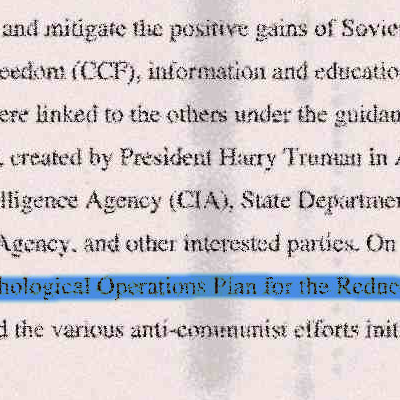 and mitigate the positive gains of Sovie
eedom (CCF), information and educatio
ere linked to the others under the guidan
, created by President Harry Truman in A
lligence Agency (CIA), State Departmen
Agency, and other interested parties. On
hological Operations Plan for the Reduc
d the various anti-communist efforts init